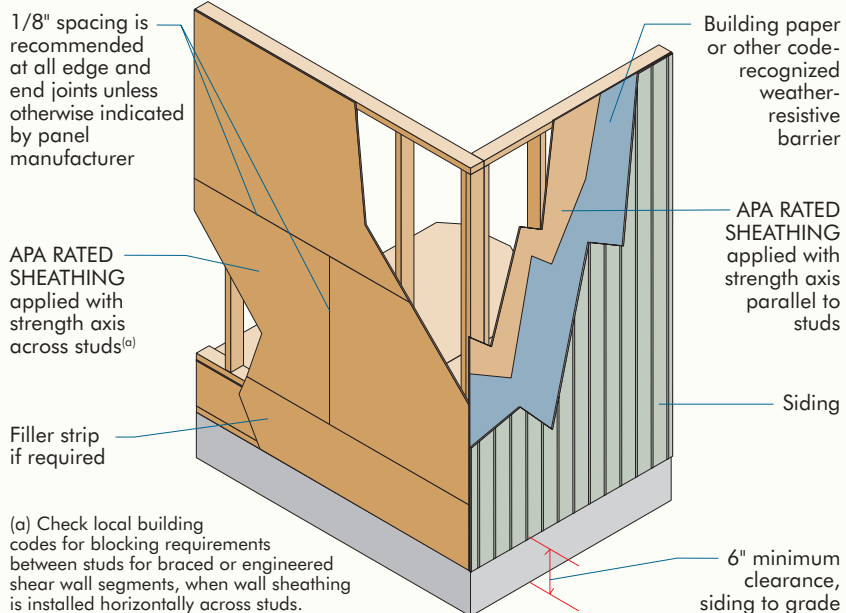 1/8" spacing is
recommended
at all edge and
end joints unless
otherwise indicated
by panel
manufacturer
APA RATED
SHEATHING
applied with
strength axis
across studs(a)
Filler strip
if required
(a) Check local building
codes for blocking requirements
between studs for braced or engineered
shear wall segments, when wall sheathing
is installed horizontally across studs.
Building paper
or other code-
recognized
weather-
resistive
barrier
APA RATED
SHEATHING
applied with
strength axis
parallel to
studs
Siding
6" minimum
clearance,
siding to grade